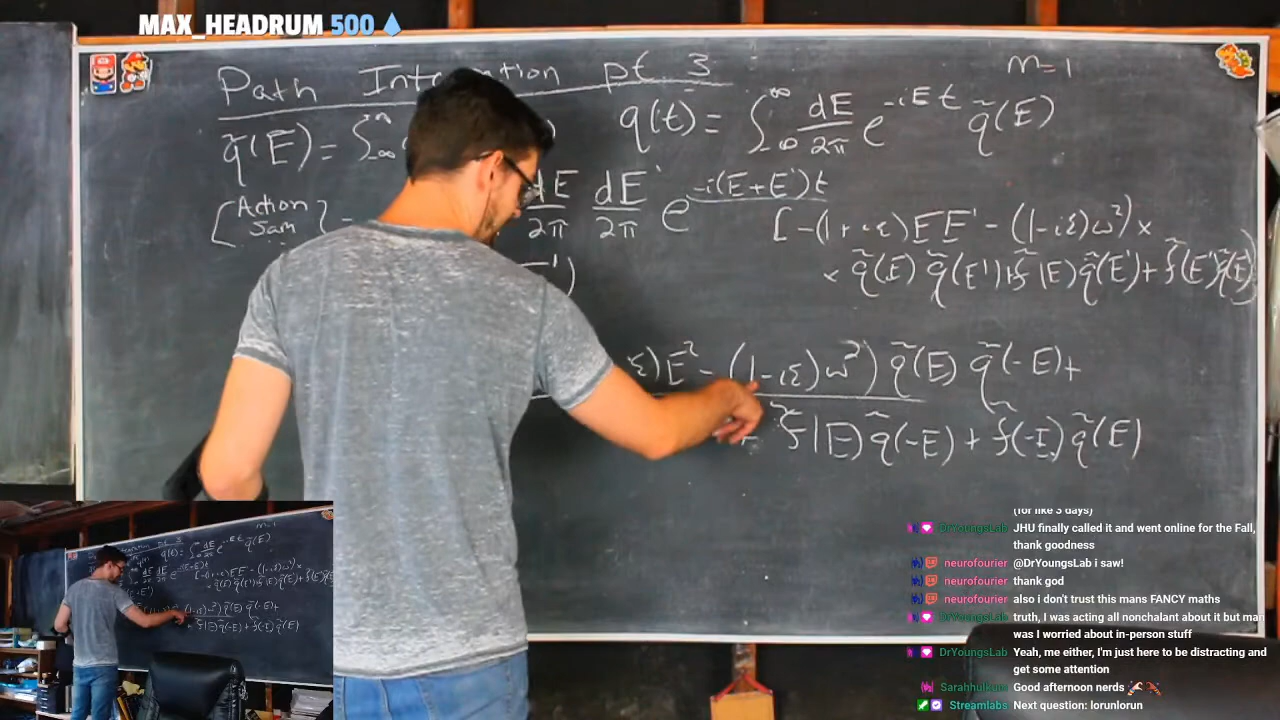 MAX_HEADRUM 500
Path Integration pt 3
m=1
q̃(E)= ∫_{-∞}
q(t)= ∫_{-∞}^{∞} dE/2π e^{-iEt} q̃(E)
[Action Sam ] =
dE/2π dE'/2π e^{-i(E+E')t}
[-(1+iε)EE' - (1-iε)ω²) ×
× q̃(E) q̃(E')+f̃(E)q̃(E')+ f̃(E')q̃(E)]
ε)E² - (1-iε)ω²) q̃(E) q̃(-E)+
+ f̃(E)q̃(-E) + f̃(-E)q̃(E)
(for like 3 days)
DrYoungsLab JHU finally called it and went online for the Fall,
thank goodness
neurofourier @DrYoungsLab i saw!
neurofourier thank god
neurofourier also i don't trust this mans FANCY maths
DrYoungsLab truth, I was acting all nonchalant about it but man
was I worried about in-person stuff
DrYoungsLab Yeah, me either, I'm just here to be distracting and
get some attention
Good afternoon nerds
Streamlabs Next question: lorunlorun